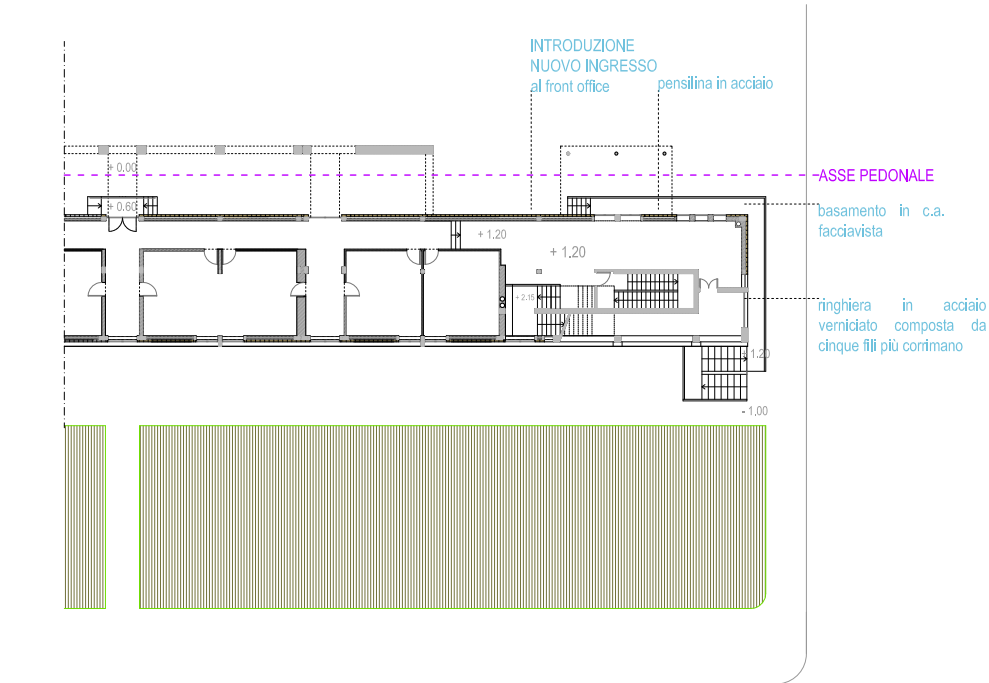 INTRODUZIONE
NUOVO INGRESSO
al front office
pensilina in acciaio
+ 0.00
ASSE PEDONALE
+ 0.60
basamento in c.a.
facciavista
+ 1.20
+ 1.20
+ 2.15
ringhiera in acciaio
verniciato composta da
cinque fili più corrimano
+ 1.20
- 1,00